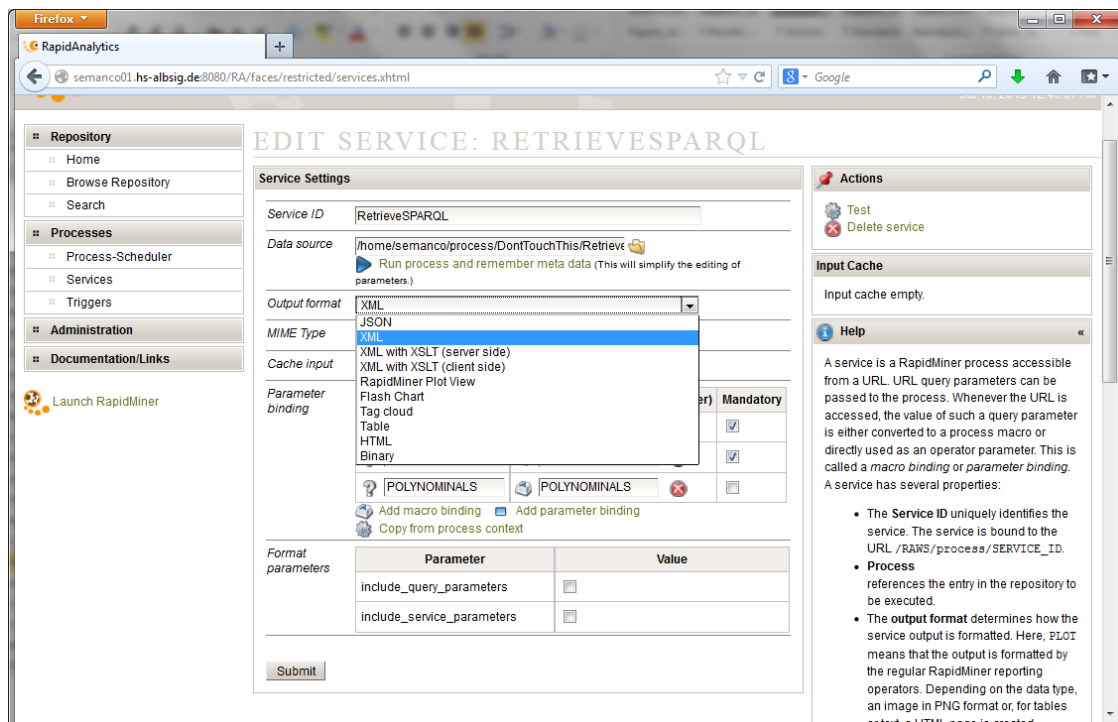 Firefox
RapidAnalytics
semanco01.hs-albsig.de:8080/RA/faces/restricted/services.xhtml
Google
Repository
Home
Browse Repository
Search
Processes
Process-Scheduler
Services
Triggers
Administration
Documentation/Links
Launch RapidMiner
EDIT SERVICE: RETRIEVESPARQL
Service Settings
Service ID
RetrieveSPARQL
Data source
/home/semanco/process/DontTouchThis/Retrieve
Run process and remember meta data (This will simplify the editing of
parameters.)
Output format
XML
JSON
XML
XML with XSLT (server side)
XML with XSLT (client side)
RapidMiner Plot View
Flash Chart
Tag cloud
Table
HTML
Binary
MIME Type
Cache input
Parameter
binding
Mandatory
POLYNOMINALS
POLYNOMINALS
Add macro binding
Add parameter binding
Copy from process context
Format
parameters
Parameter
Value
include_query_parameters
include_service_parameters
Submit
Actions
Test
Delete service
Input Cache
Input cache empty.
Help
«
A service is a RapidMiner process accessible
from a URL. URL query parameters can be
passed to the process. Whenever the URL is
accessed, the value of such a query parameter
is either converted to a process macro or
directly used as an operator parameter. This is
called a macro binding or parameter binding.
A service has several properties:
• The Service ID uniquely identifies the
service. The service is bound to the
URL /RAWS/process/SERVICE_ID.
• Process
references the entry in the repository to
be executed.
• The output format determines how the
service output is formatted. Here, PLOT
means that the output is formatted by
the regular RapidMiner reporting
operators. Depending on the data type,
an image in PNG format or, for tables